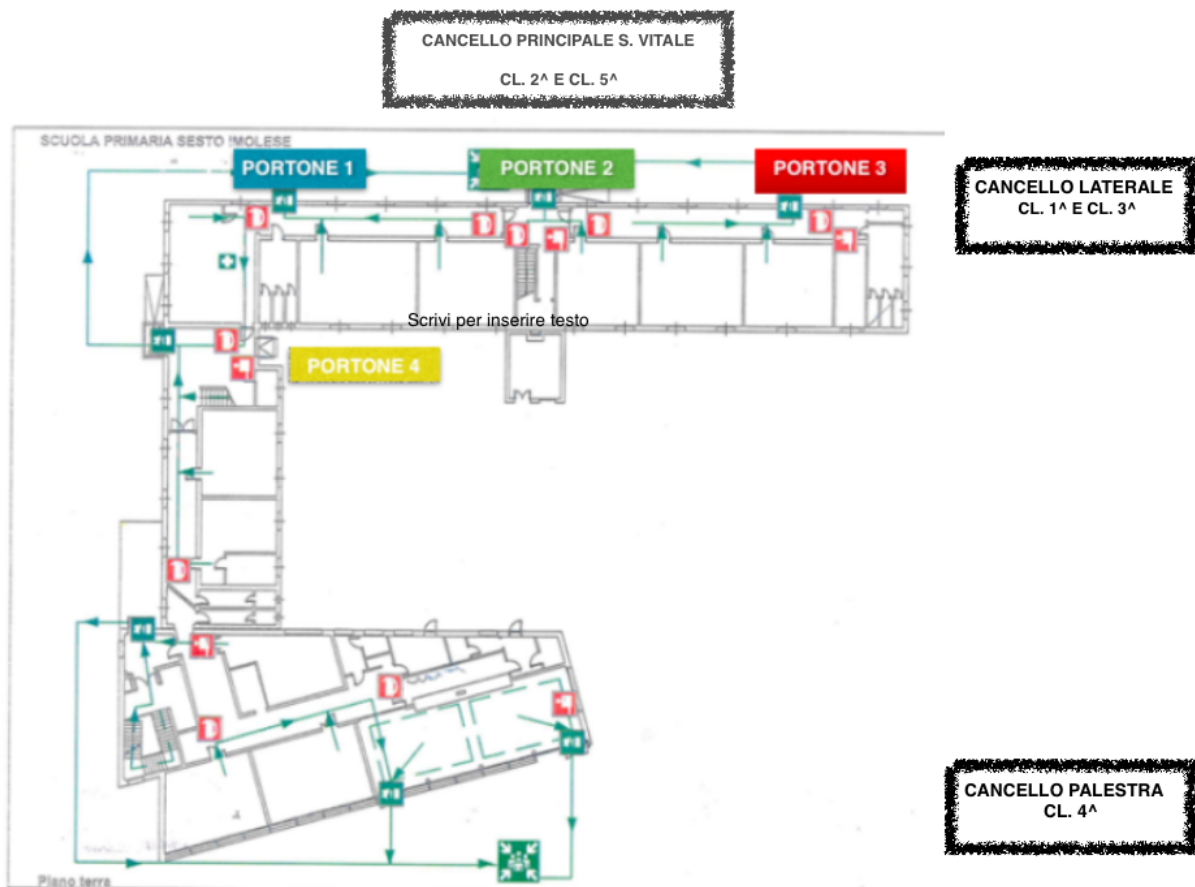 CANCELLO PRINCIPALE S. VITALE
CL. 2^ E CL. 5^
SCUOLA PRIMARIA SESTO IMOLESE
PORTONE 1
PORTONE 2
PORTONE 3
CANCELLO LATERALE
CL. 1^ E CL. 3^
Scrivi per inserire testo
PORTONE 4
CANCELLO PALESTRA
CL. 4^
Piano terra